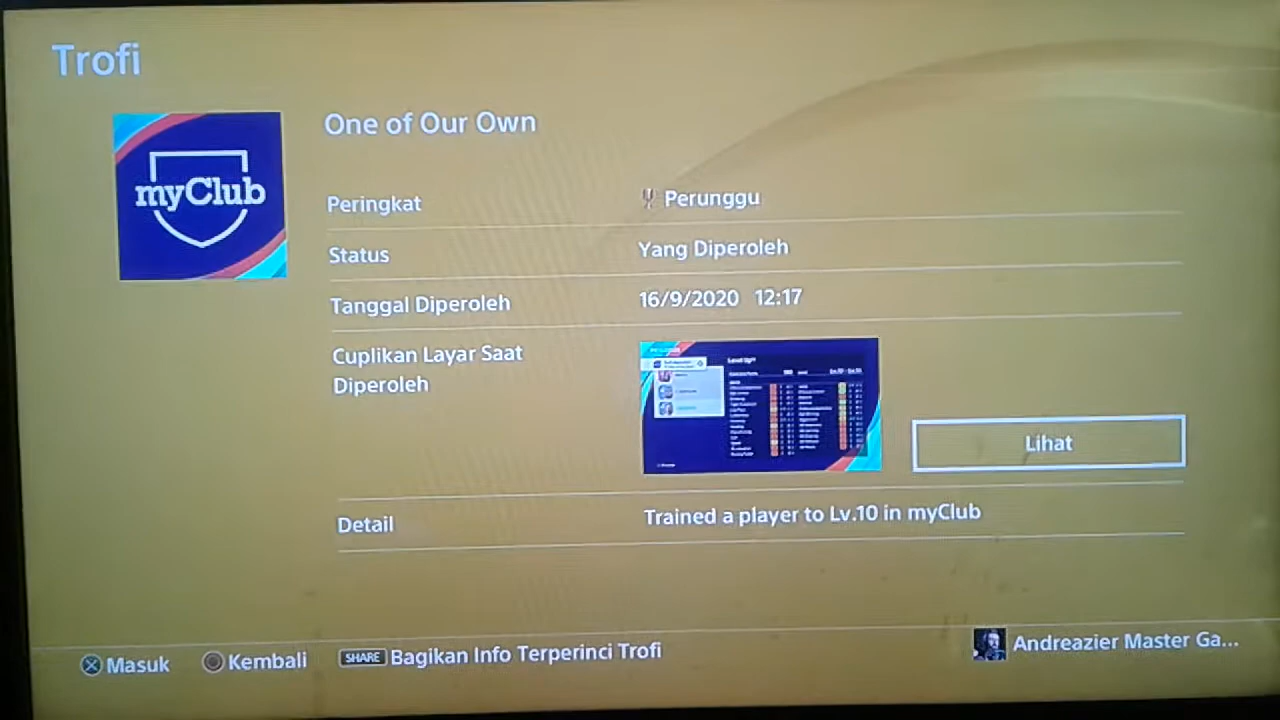 Trofi
myClub
One of Our Own
Peringkat
Perunggu
Status
Yang Diperoleh
Tanggal Diperoleh
16/9/2020 12:17
Cuplikan Layar Saat
Diperoleh
Lihat
Detail
Trained a player to Lv.10 in myClub
Masuk
Kembali
SHARE Bagikan Info Terperinci Trofi
Andreazier Master Ga...